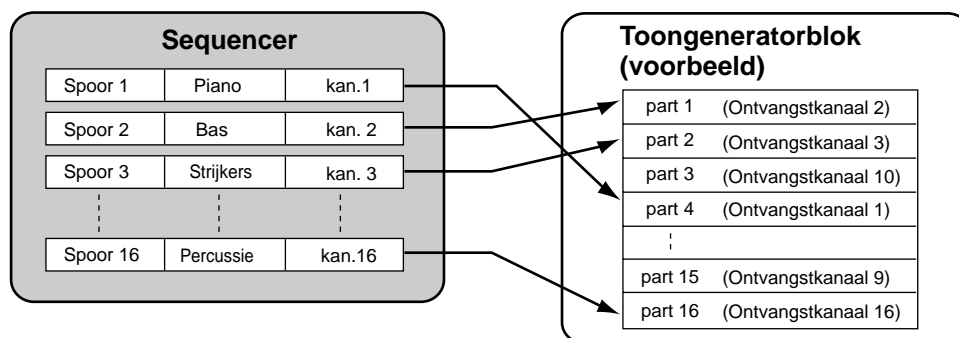 Sequencer
Spoor 1 Piano kan.1
Spoor 2 Bas kan. 2
Spoor 3 Strijkers kan. 3
Spoor 16 Percussie kan.16
Toongeneratorblok
(voorbeeld)
part 1 (Ontvangstkanaal 2)
part 2 (Ontvangstkanaal 3)
part 3 (Ontvangstkanaal 10)
part 4 (Ontvangstkanaal 1)
part 15 (Ontvangstkanaal 9)
part 16 (Ontvangstkanaal 16)